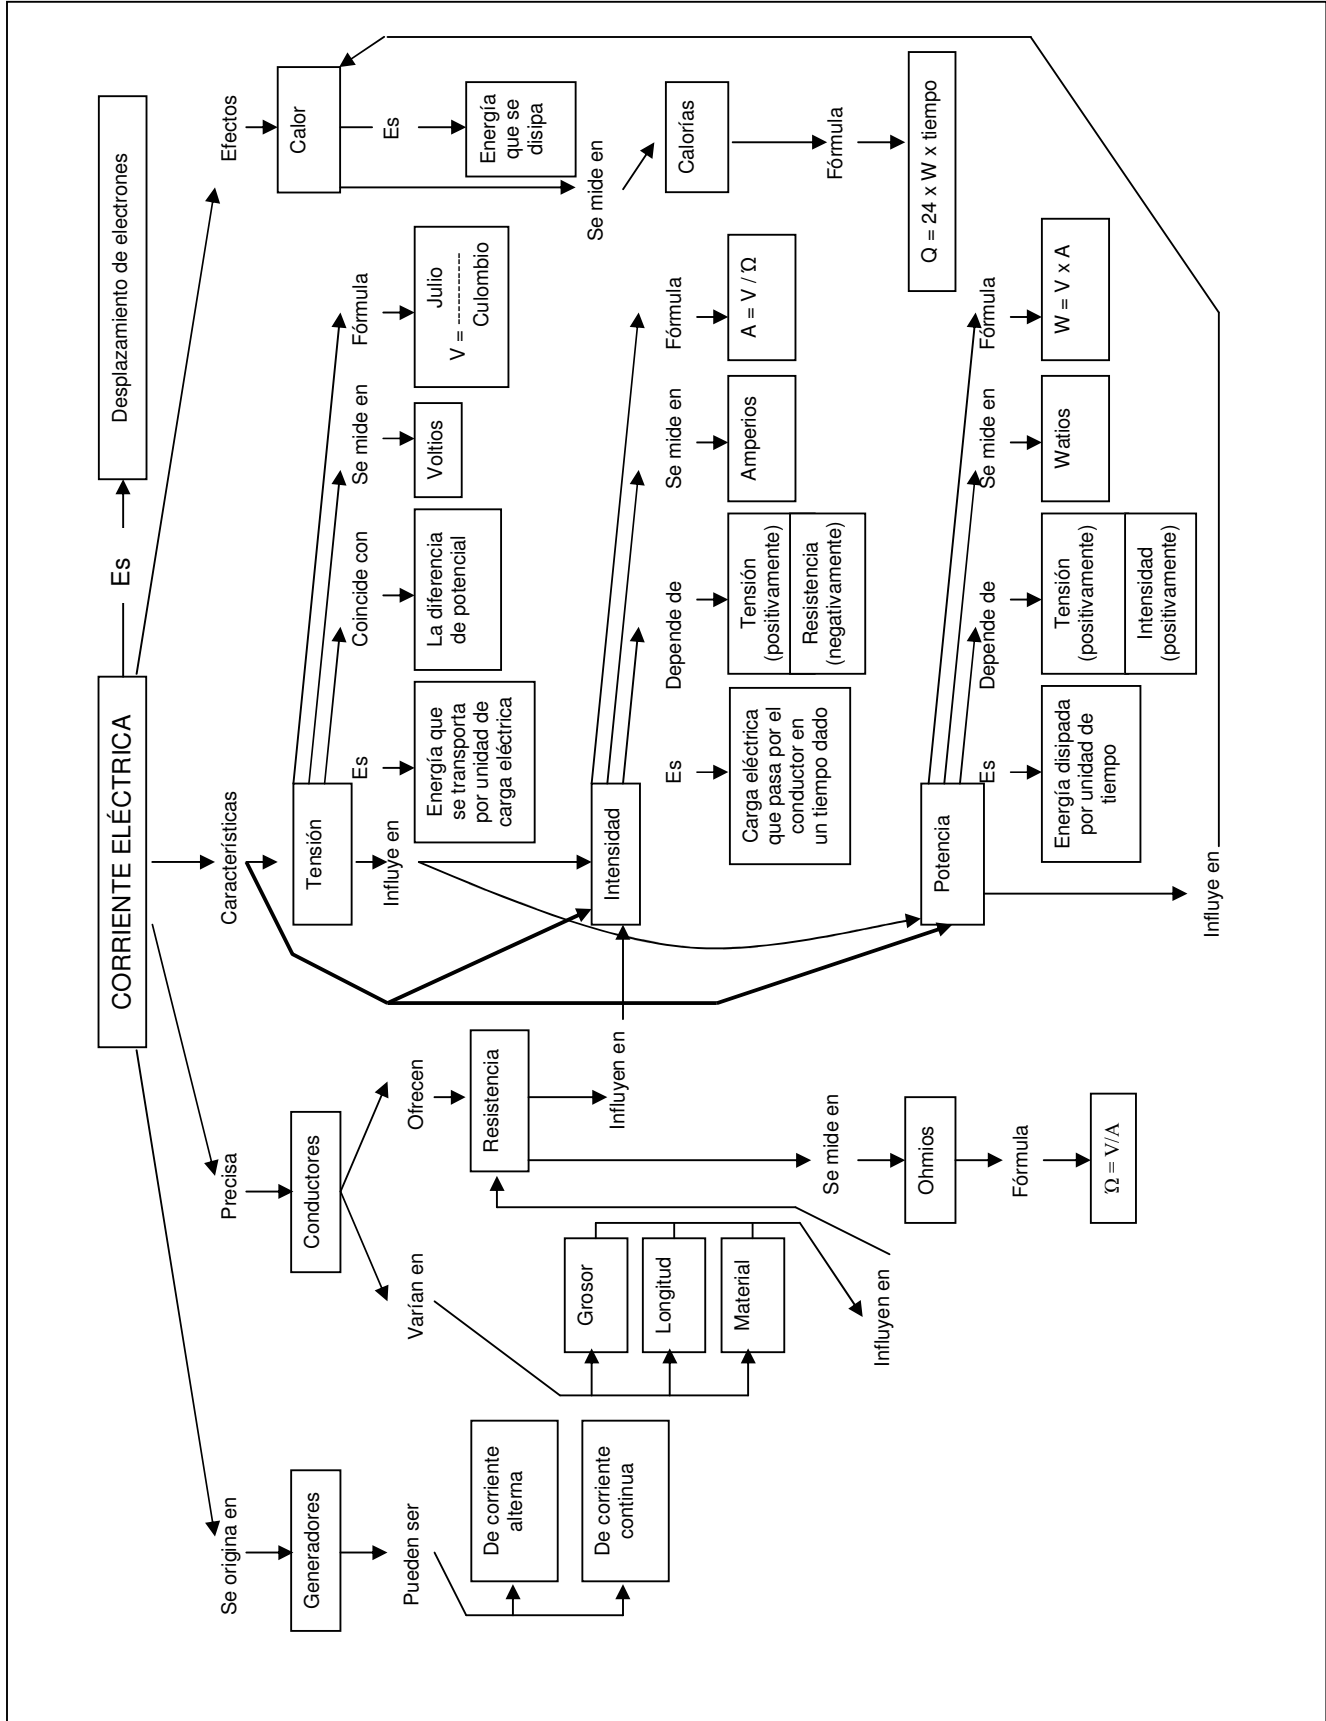 CORRIENTE ELÉCTRICA
Es
Desplazamiento de electrones
Se origina en
Generadores
Pueden ser
De corriente
alterna
De corriente
continua
Precisa
Conductores
Varían en
Grosor
Longitud
Material
Influyen en
Ofrecen
Resistencia
Influyen en
Se mide en
Ohmios
Fórmula
Ω = V/A
Características
Tensión
Influye en
Es
Energía que
se transporta
por unidad de
carga eléctrica
Coincide con
La diferencia
de potencial
Se mide en
Voltios
Fórmula
Julio
V = -----------
Culombio
Intensidad
Es
Carga eléctrica
que pasa por el
conductor en
un tiempo dado
Depende de
Tensión
(positivamente)
Resistencia
(negativamente)
Se mide en
Amperios
Fórmula
A = V / Ω
Potencia
Influye en
Es
Energía disipada
por unidad de
tiempo
Depende de
Tensión
(positivamente)
Intensidad
(positivamente)
Se mide en
Watios
Fórmula
W = V x A
Efectos
Calor
Es
Energía
que se
disipa
Se mide en
Calorías
Fórmula
Q = 24 x W x tiempo